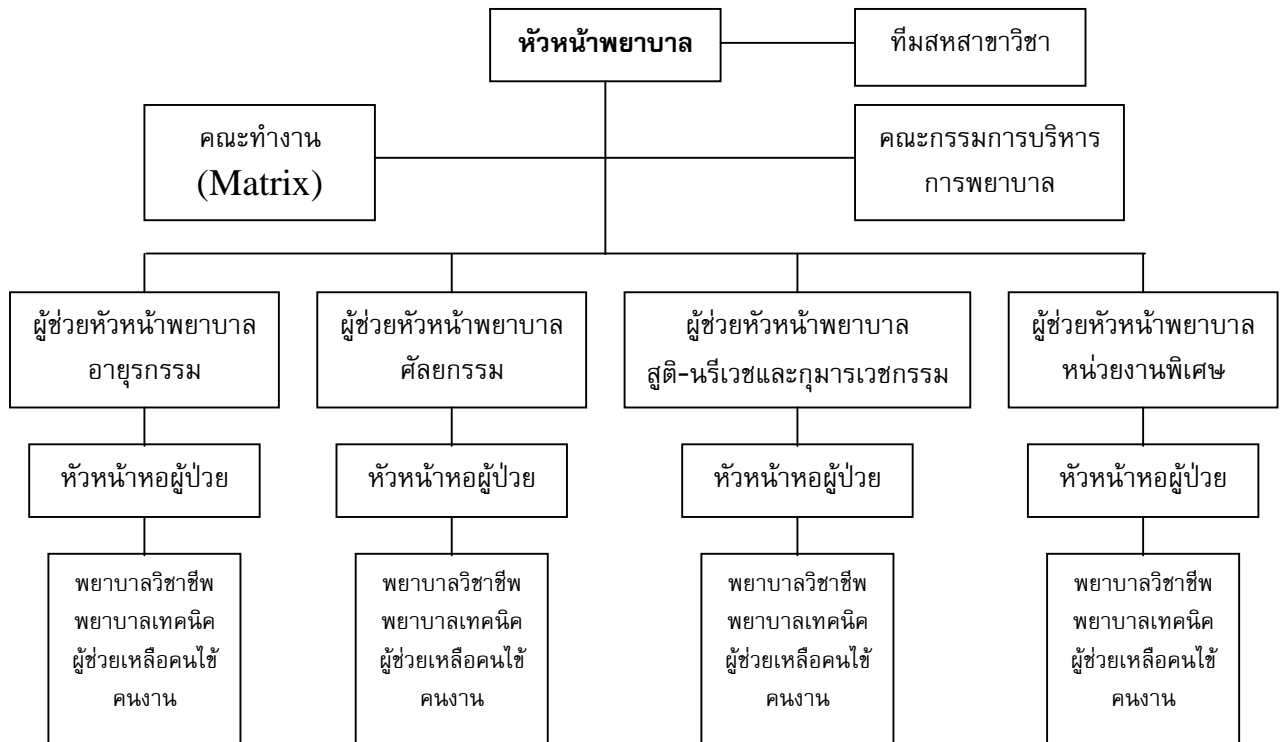 หัวหน้าพยาบาล
ทีมสหสาขาวิชา
คณะทำงาน
(Matrix)
คณะกรรมการบริหาร
การพยาบาล
ผู้ช่วยหัวหน้าพยาบาล
อายุรกรรม
ผู้ช่วยหัวหน้าพยาบาล
ศัลยกรรม
ผู้ช่วยหัวหน้าพยาบาล
สูติ-นรีเวชและกุมารเวชกรรม
ผู้ช่วยหัวหน้าพยาบาล
หน่วยงานพิเศษ
หัวหน้าหอผู้ป่วย
หัวหน้าหอผู้ป่วย
หัวหน้าหอผู้ป่วย
หัวหน้าหอผู้ป่วย
พยาบาลวิชาชีพ
พยาบาลเทคนิค
ผู้ช่วยเหลือคนไข้
คนงาน
พยาบาลวิชาชีพ
พยาบาลเทคนิค
ผู้ช่วยเหลือคนไข้
คนงาน
พยาบาลวิชาชีพ
พยาบาลเทคนิค
ผู้ช่วยเหลือคนไข้
คนงาน
พยาบาลวิชาชีพ
พยาบาลเทคนิค
ผู้ช่วยเหลือคนไข้
คนงาน